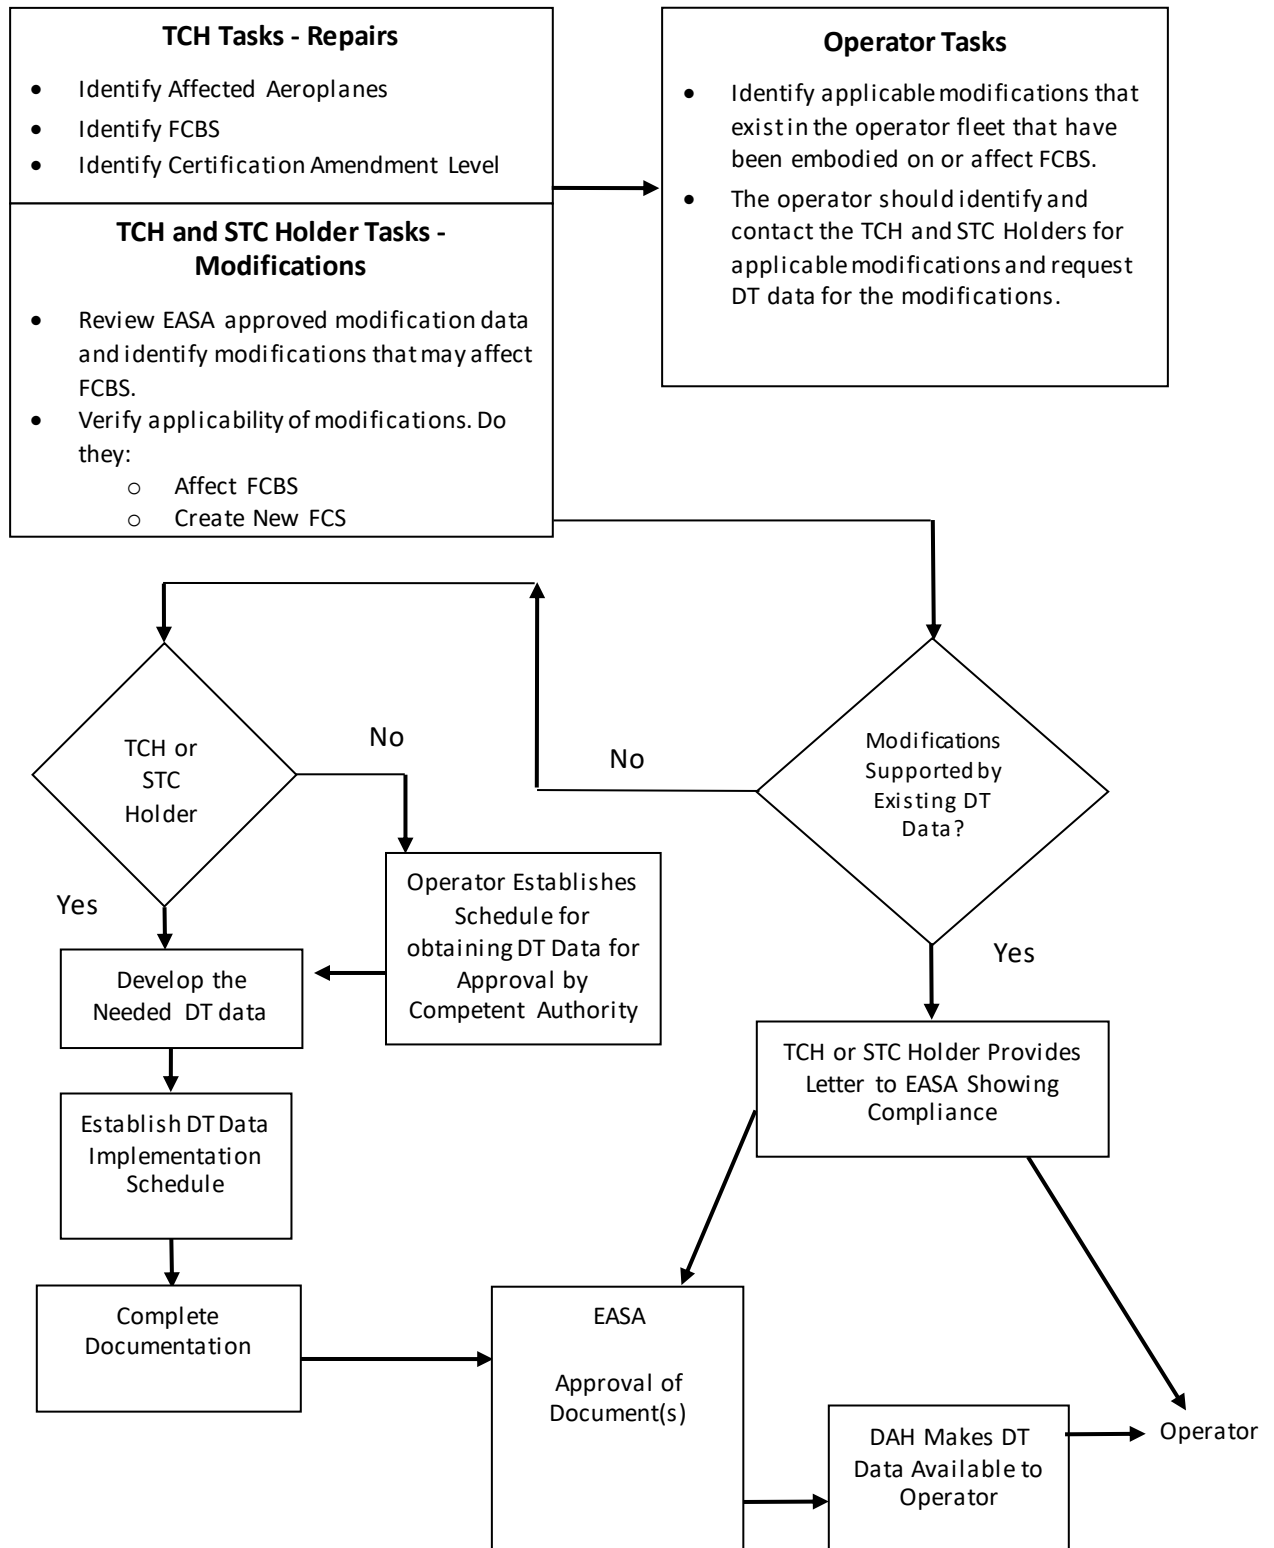 TCH Tasks - Repairs
• Identify Affected Aeroplanes
• Identify FCBS
• Identify Certification Amendment Level
TCH and STC Holder Tasks -
Modifications
• Review EASA approved modification data
and identify modifications that may affect
FCBS.
• Verify applicability of modifications. Do
they:
o Affect FCBS
o Create New FCS
Operator Tasks
• Identify applicable modifications that
exist in the operator fleet that have
been embodied on or affect FCBS.
• The operator should identify and
contact the TCH and STC Holders for
applicable modifications and request
DT data for the modifications.
TCH or
STC
Holder
No
Yes
No
Modifications
Supported by
Existing DT
Data?
Yes
Operator Establishes
Schedule for
obtaining DT Data for
Approval by
Competent Authority
Develop the
Needed DT data
Establish DT Data
Implementation
Schedule
Complete
Documentation
TCH or STC Holder Provides
Letter to EASA Showing
Compliance
EASA
Approval of
Document(s)
DAH Makes DT
Data Available to
Operator
Operator